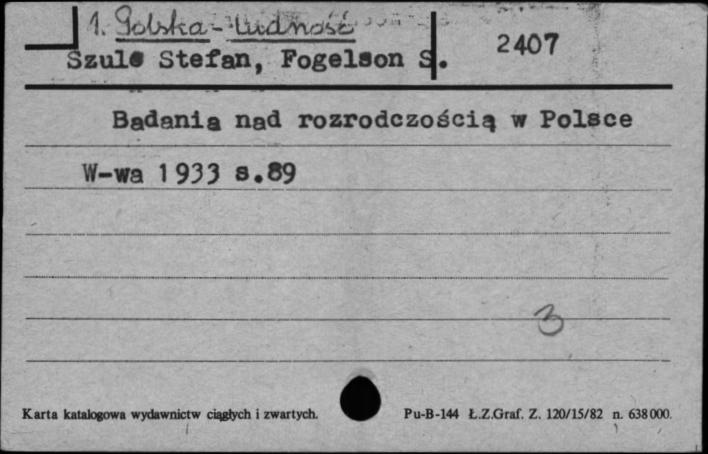 1. Polska - ludność
2407
Szulc Stefan, Fogelson S.
Badania nad rozrodczością w Polsce
W-wa 1933 s.89
3
Karta katalogowa wydawnictw ciągłych i zwartych. Pu-B-144 Ł.Z.Graf. Z. 120/15/82 n. 638000.